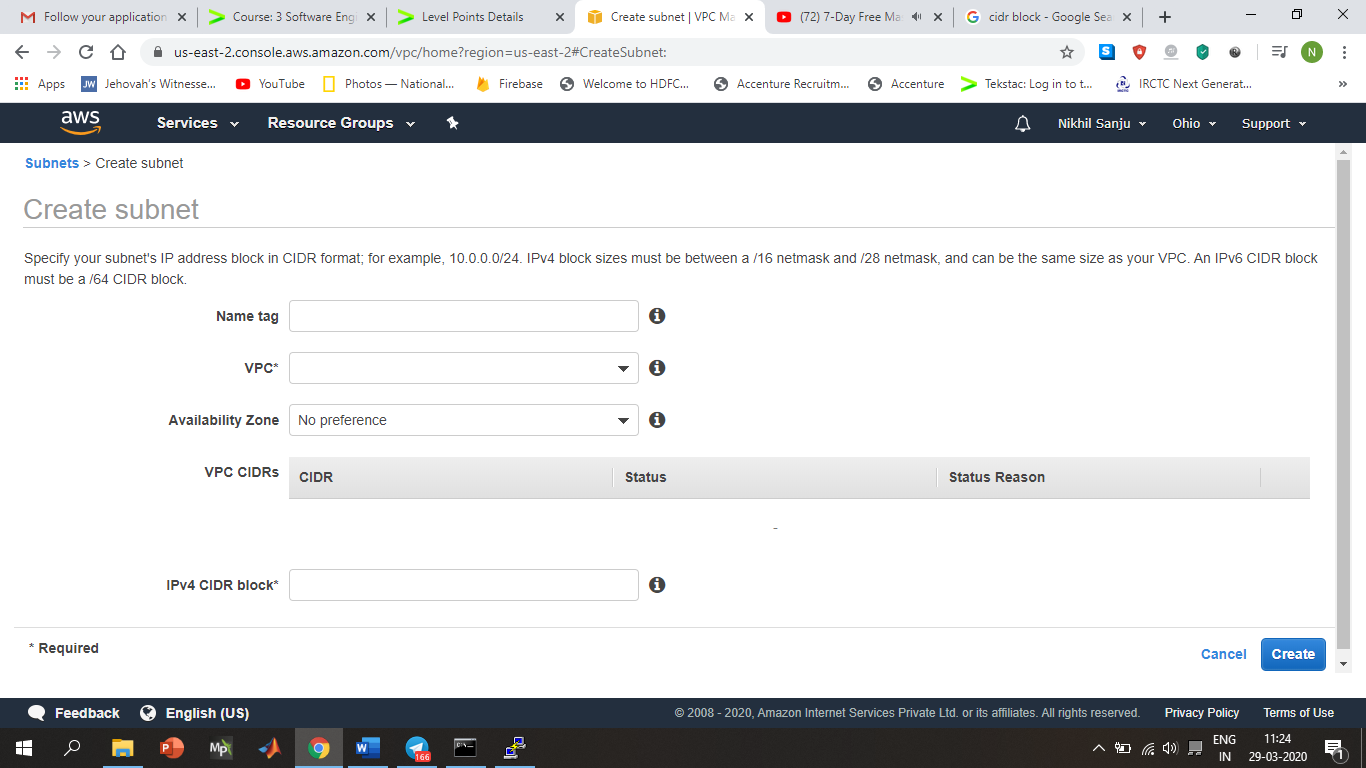 Follow your application
Course: 3 Software Engi
Level Points Details
Create subnet | VPC Ma
(72) 7-Day Free Ma
cidr block - Google Sea
us-east-2.console.aws.amazon.com/vpc/home?region=us-east-2#CreateSubnet:
S
N
Apps
JW
Jehovah's Witnesse...
YouTube
Photos — National...
Firebase
Welcome to HDFC...
Accenture Recruitm...
Accenture
Tekstac: Log in to t...
IRCTC Next Generat...
»
aws
Services
Resource Groups
Nikhil Sanju
Ohio
Support
Subnets > Create subnet
Create subnet
Specify your subnet's IP address block in CIDR format; for example, 10.0.0.0/24. IPv4 block sizes must be between a /16 netmask and /28 netmask, and can be the same size as your VPC. An IPv6 CIDR block
must be a /64 CIDR block.
Name tag
VPC*
Availability Zone
No preference
VPC CIDRs
CIDR
Status
Status Reason
-
IPv4 CIDR block*
* Required
Cancel
Create
Feedback
English (US)
© 2008 - 2020, Amazon Internet Services Private Ltd. or its affiliates. All rights reserved.
Privacy Policy
Terms of Use
P
Mp
W
166
ENG
IN
11:24
29-03-2020
1